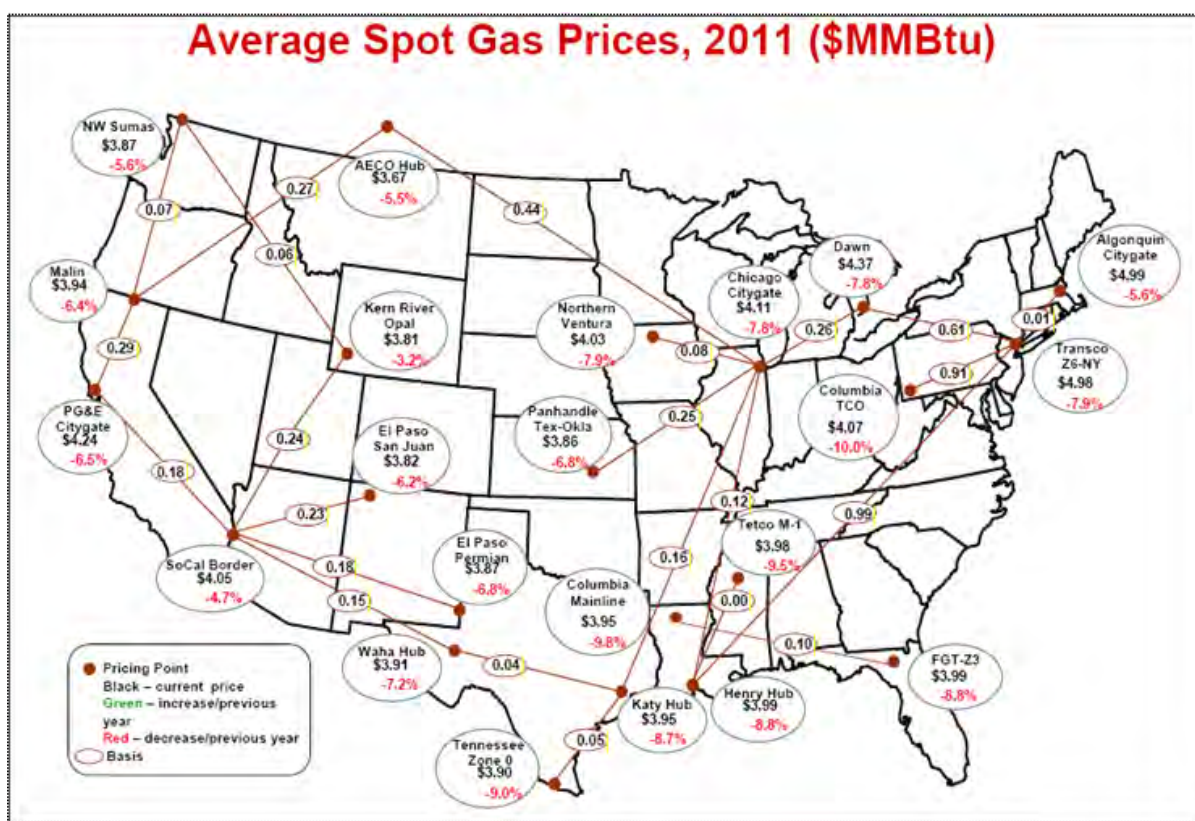 Average Spot Gas Prices, 2011 ($MMBtu)
NW Sumas
$3.87
-5.6%
AECO Hub
$3.67
-5.5%
0.27
0.44
0.07
0.06
Malin
$3.94
-6.4%
Kern River
Opal
$3.81
-3.2%
Northern
Ventura
$4.03
-7.9%
Chicago
Citygate
$4.11
-7.8%
Dawn
$4.37
-7.8%
Algonquin
Citygate
$4.99
-5.6%
0.29
0.08
0.26
0.61
0.01
Transco
Z6-NY
$4.98
-7.9%
PG&E
Citygate
$4.24
-6.5%
0.24
El Paso
San Juan
$3.82
-6.2%
Panhandle
Tex-Okla
$3.86
-6.8%
0.25
Columbia
TCO
$4.07
-10.0%
0.91
0.18
0.23
0.12
0.99
SoCal Border
$4.05
-4.7%
0.18
0.15
El Paso
Permian
$3.87
-6.8%
0.16
Tetco M-1
$3.98
-9.5%
Columbia
Mainline
$3.95
-9.8%
0.00
0.10
Waha Hub
$3.91
-7.2%
0.04
FGT-Z3
$3.99
-8.8%
Katy Hub
$3.95
-8.7%
Henry Hub
$3.99
-8.8%
0.05
Tennessee
Zone 0
$3.90
-9.0%
Pricing Point
Black – current price
Green – increase/previous
year
Red – decrease/previous year
Basis